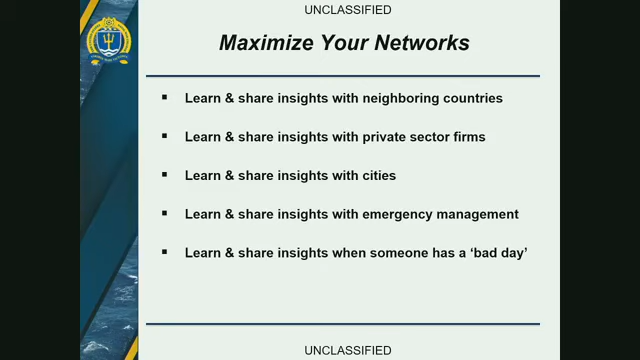 UNCLASSIFIED
Maximize Your Networks
▪ Learn & share insights with neighboring countries
▪ Learn & share insights with private sector firms
▪ Learn & share insights with cities
▪ Learn & share insights with emergency management
▪ Learn & share insights when someone has a ‘bad day’
UNCLASSIFIED